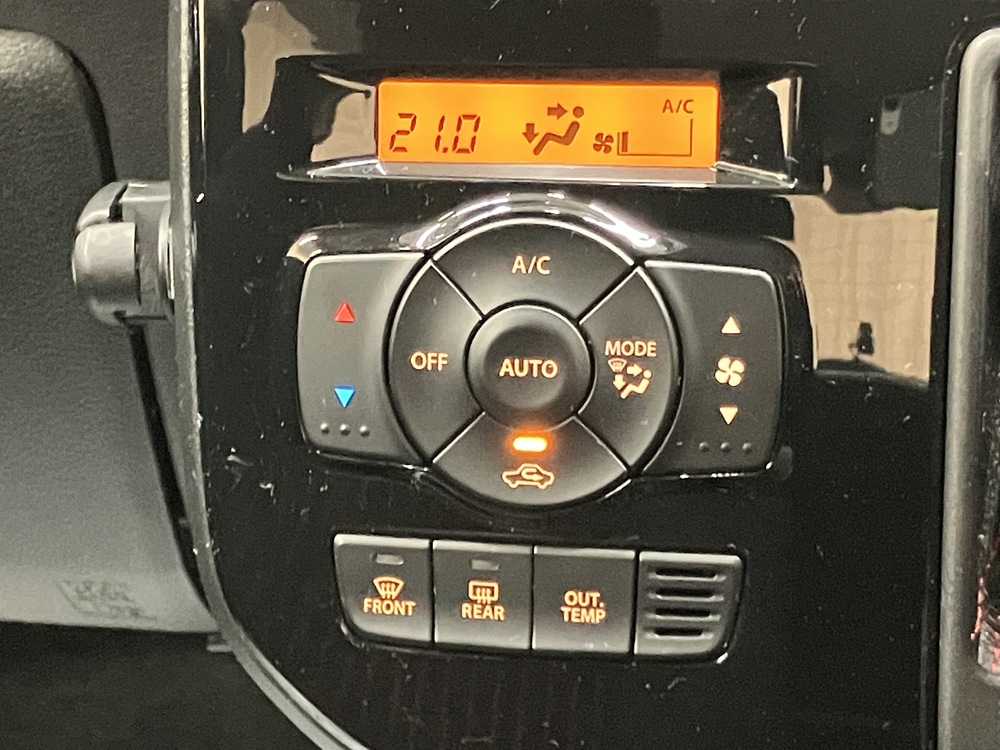 A/C
21.0
A/C
OFF
AUTO
MODE
FRONT
REAR
OUT.
TEMP